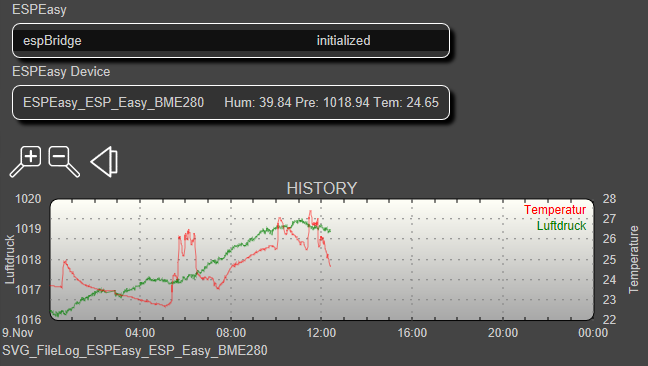 ESPEasy
espBridge initialized
ESPEasy Device
ESPEasy_ESP_Easy_BME280 Hum: 39.84 Pre: 1018.94 Tem: 24.65
HISTORY
1020 28
Temperatur
27
Luftdruck
1019 26
1018 25
24
1017 23
1016 22
Luftdruck
Temperature
9.Nov 04:00 08:00 12:00 16:00 20:00 00:00
SVG_FileLog_ESPEasy_ESP_Easy_BME280